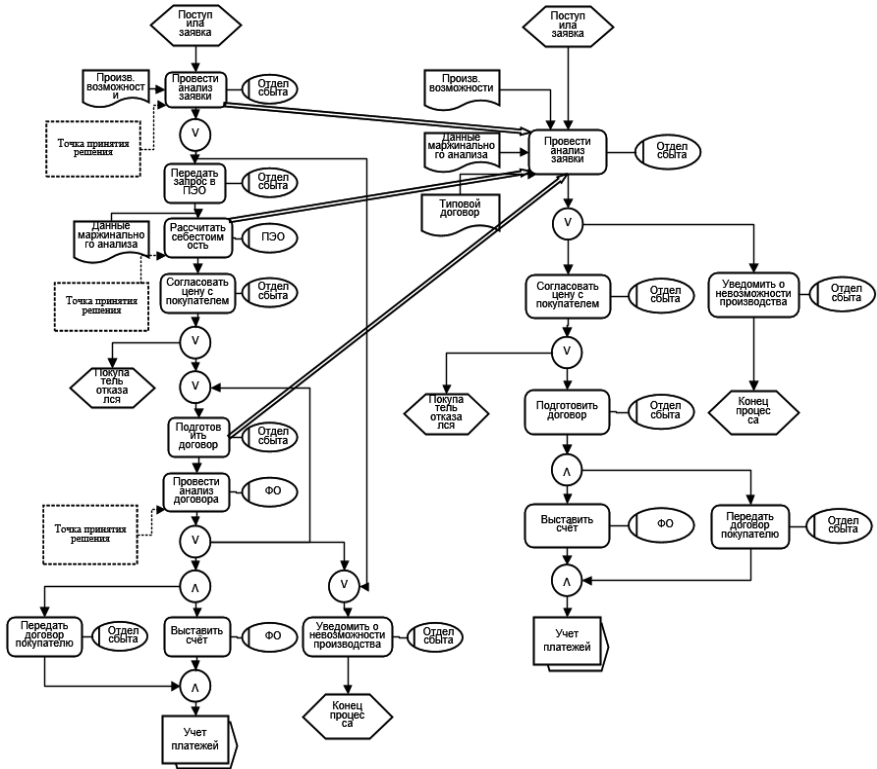 Поступ
ила
заявка
Произв.
возможност
и
Провести
анализ
заявки
Отдел
сбыта
Точка принятия
решения
V
Передать
запрос в
ПЭО
Отдел
сбыта
Данные
маржинально
го анализа
Рассчитать
себестоим
ость
ПЭО
Точка принятия
решения
Согласовать
цену с
покупателем
Отдел
сбыта
V
Покупа
тель
отказа
лся
V
Подготов
ить
договор
Отдел
сбыта
Провести
анализ
договора
ФО
Точка принятия
решения
V
Λ
V
Передать
договор
покупателю
Отдел
сбыта
Выставить
счёт
ФО
Уведомить о
невозможности
производства
Отдел
сбыта
Λ
Конец
процес
са
Учет
платежей
Поступ
ила
заявка
Произв.
возможности
Данные
маржинально
го анализа
Провести
анализ
заявки
Отдел
сбыта
Типовой
договор
V
Согласовать
цену с
покупателем
Отдел
сбыта
Уведомить о
невозможности
производства
Отдел
сбыта
V
Покупа
тель
отказа
лся
Подготовить
договор
Отдел
сбыта
Конец
процес
са
Λ
Выставить
счёт
ФО
Передать
договор
покупателю
Отдел
сбыта
Λ
Учет
платежей